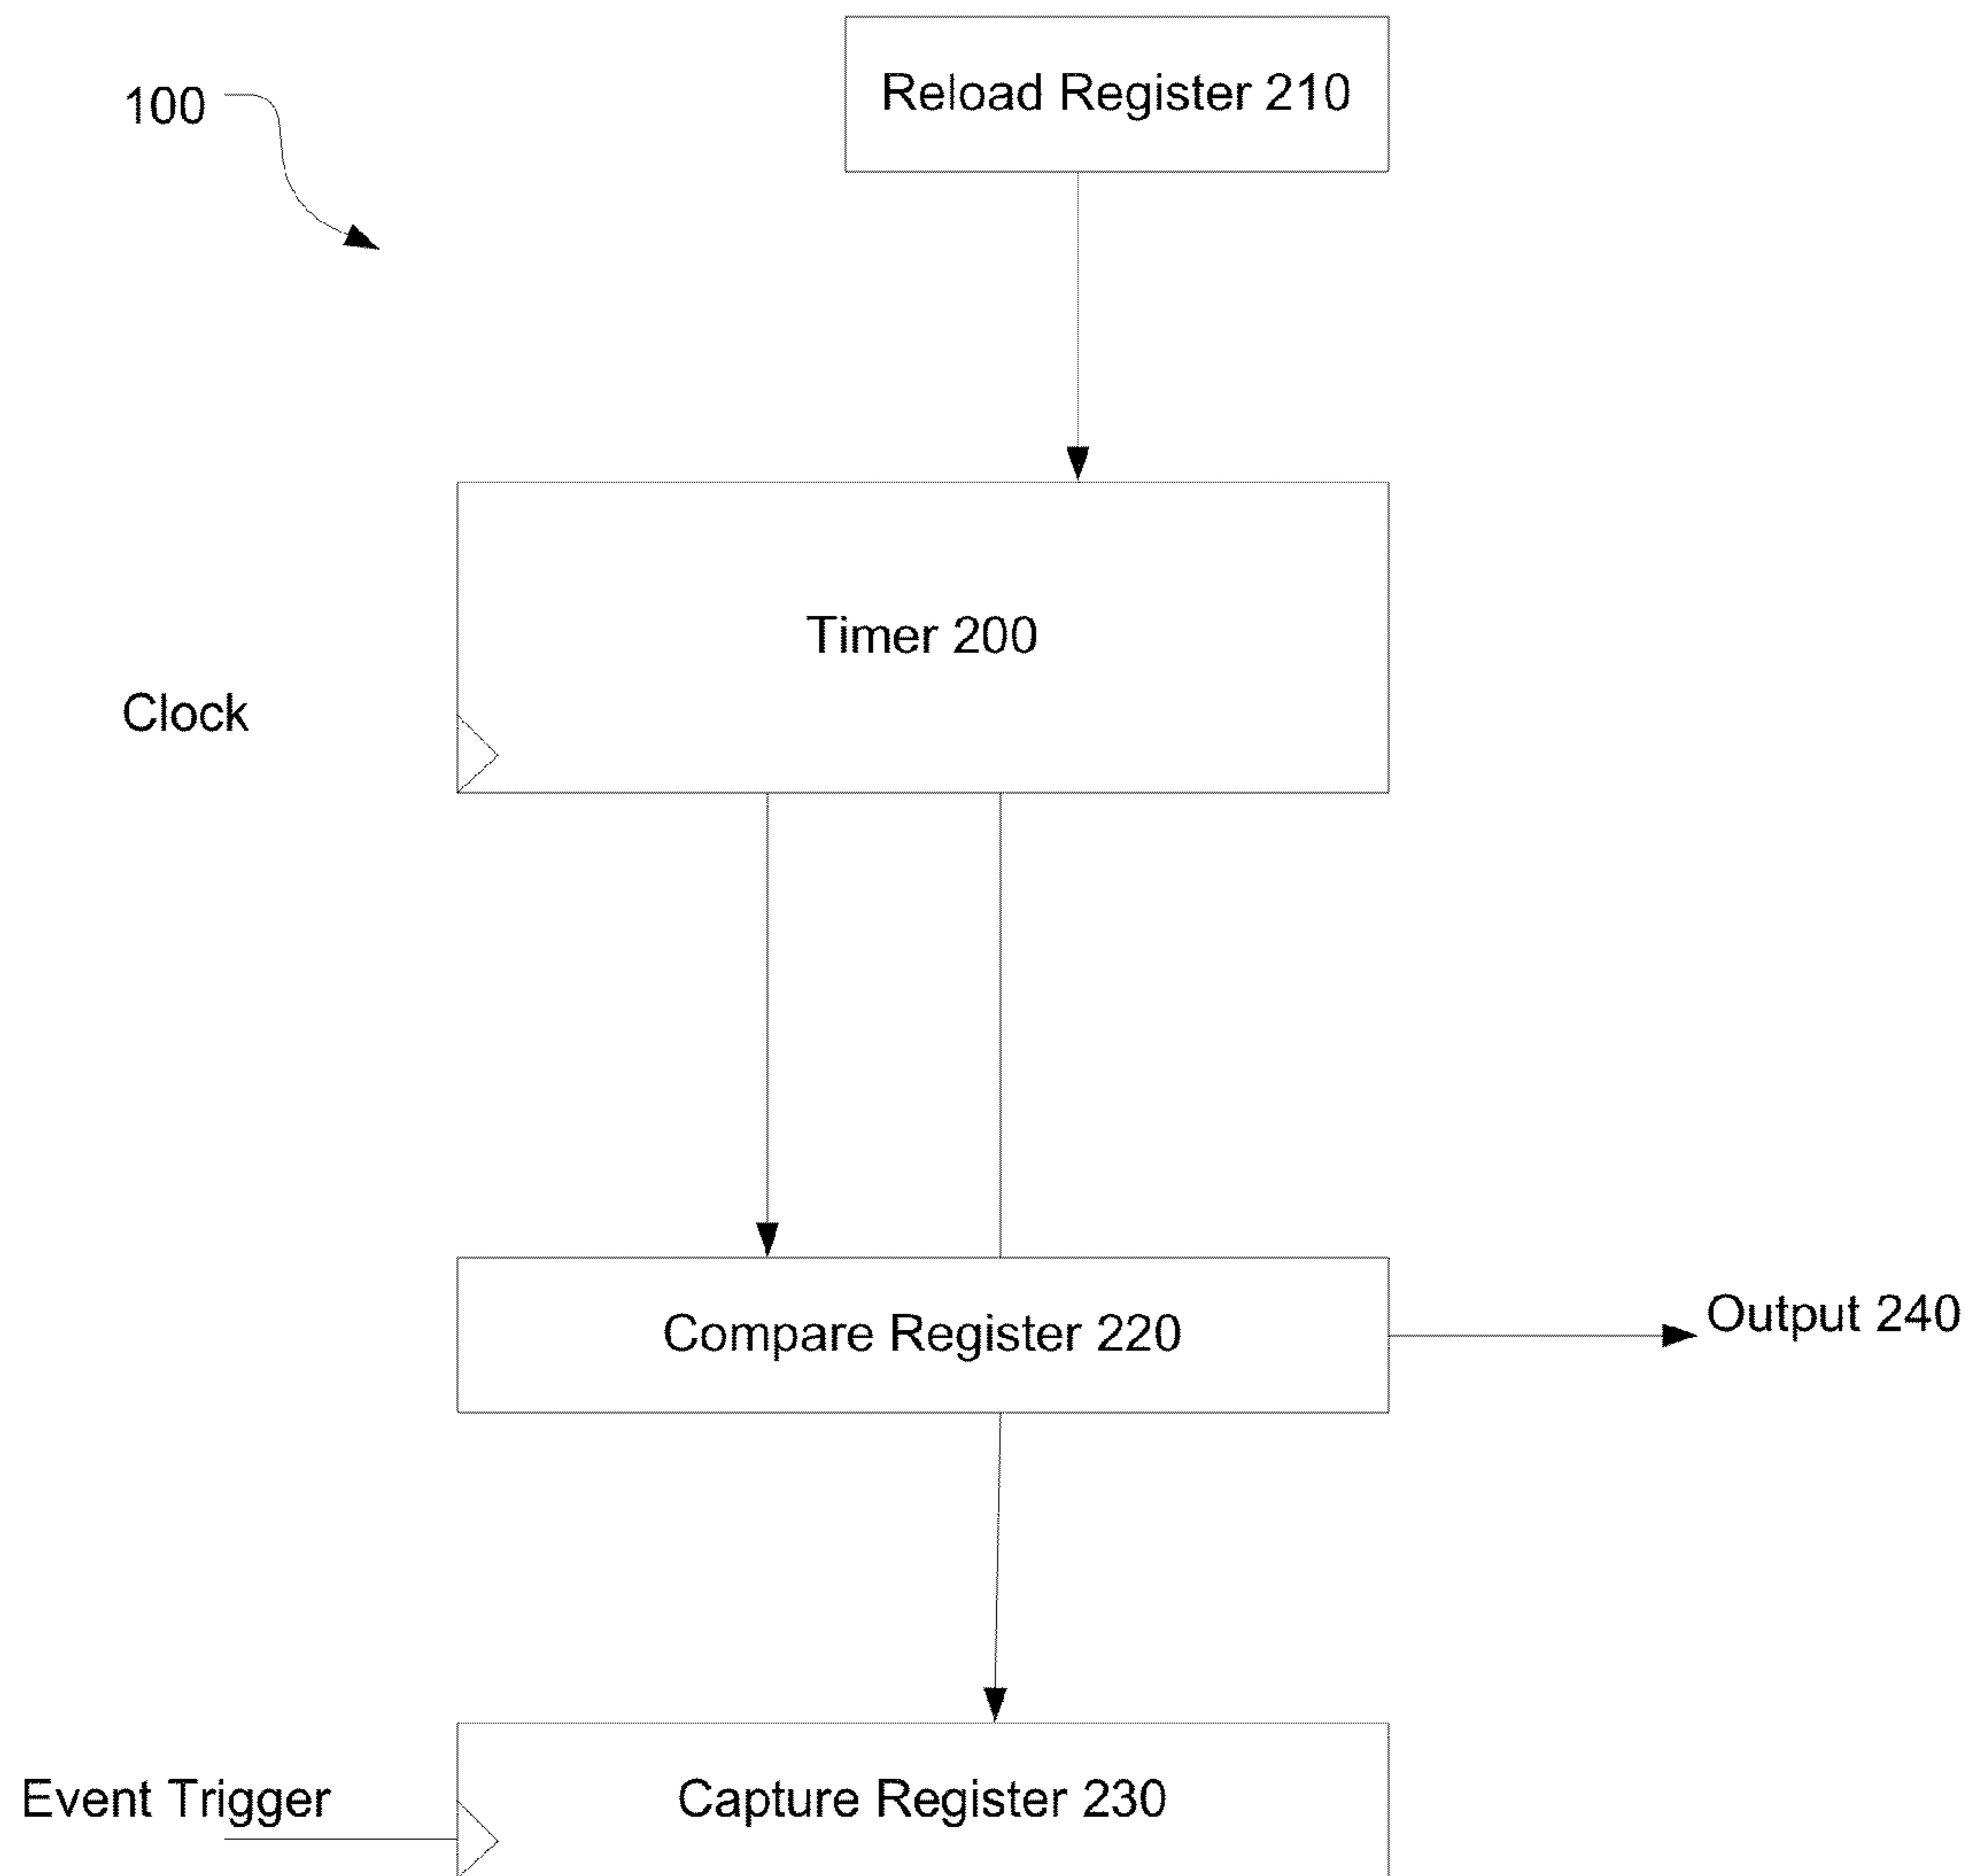 100
Reload Register 210
Timer 200
Clock
Compare Register 220
Output 240
Event Trigger
Capture Register 230